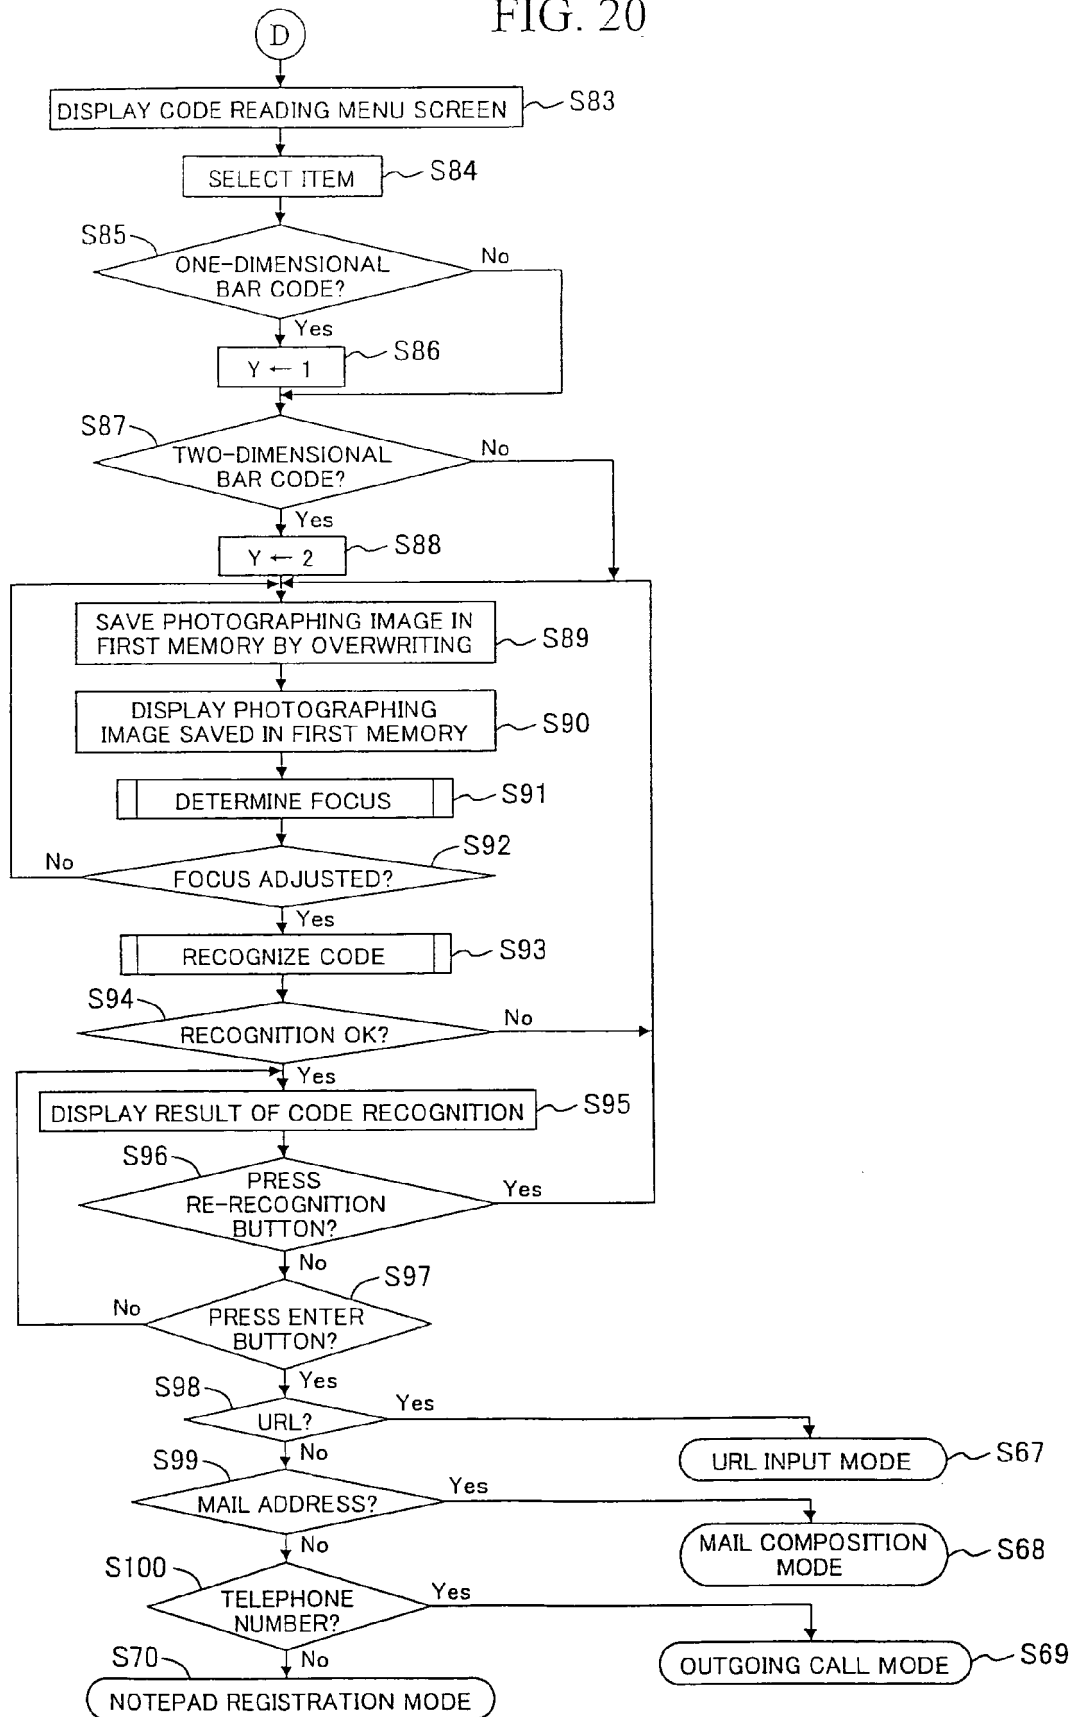 FIG. 20
D
DISPLAY CODE READING MENU SCREEN
S83
SELECT ITEM
S84
S85
ONE-DIMENSIONAL
BAR CODE?
No
Yes
Y ← 1
S86
S87
TWO-DIMENSIONAL
BAR CODE?
No
Yes
Y ← 2
S88
SAVE PHOTOGRAPHING IMAGE IN
FIRST MEMORY BY OVERWRITING
S89
DISPLAY PHOTOGRAPHING
IMAGE SAVED IN FIRST MEMORY
S90
DETERMINE FOCUS
S91
S92
No
FOCUS ADJUSTED?
Yes
RECOGNIZE CODE
S93
S94
RECOGNITION OK?
No
Yes
DISPLAY RESULT OF CODE RECOGNITION
S95
S96
PRESS
RE-RECOGNITION
BUTTON?
Yes
No
S97
No
PRESS ENTER
BUTTON?
Yes
S98
URL?
Yes
No
URL INPUT MODE
S67
S99
MAIL ADDRESS?
Yes
No
MAIL COMPOSITION
MODE
S68
S100
TELEPHONE
NUMBER?
Yes
No
OUTGOING CALL MODE
S69
S70
NOTEPAD REGISTRATION MODE